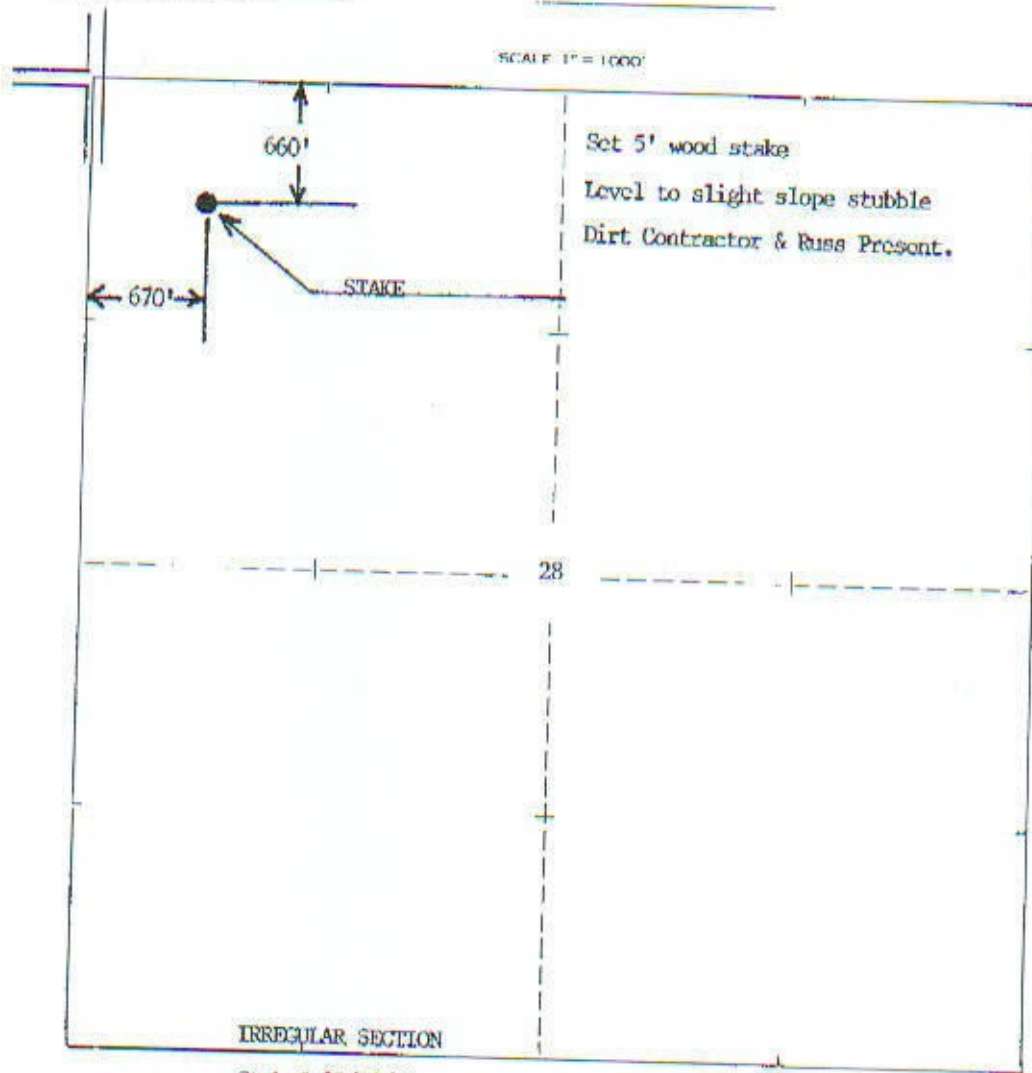 SCALE 1" = 1000'
660'
Set 5' wood stake
Level to slight slope stubble
Dirt Contractor & Russ Present.
670'
STAKE
28
IRREGULAR SECTION